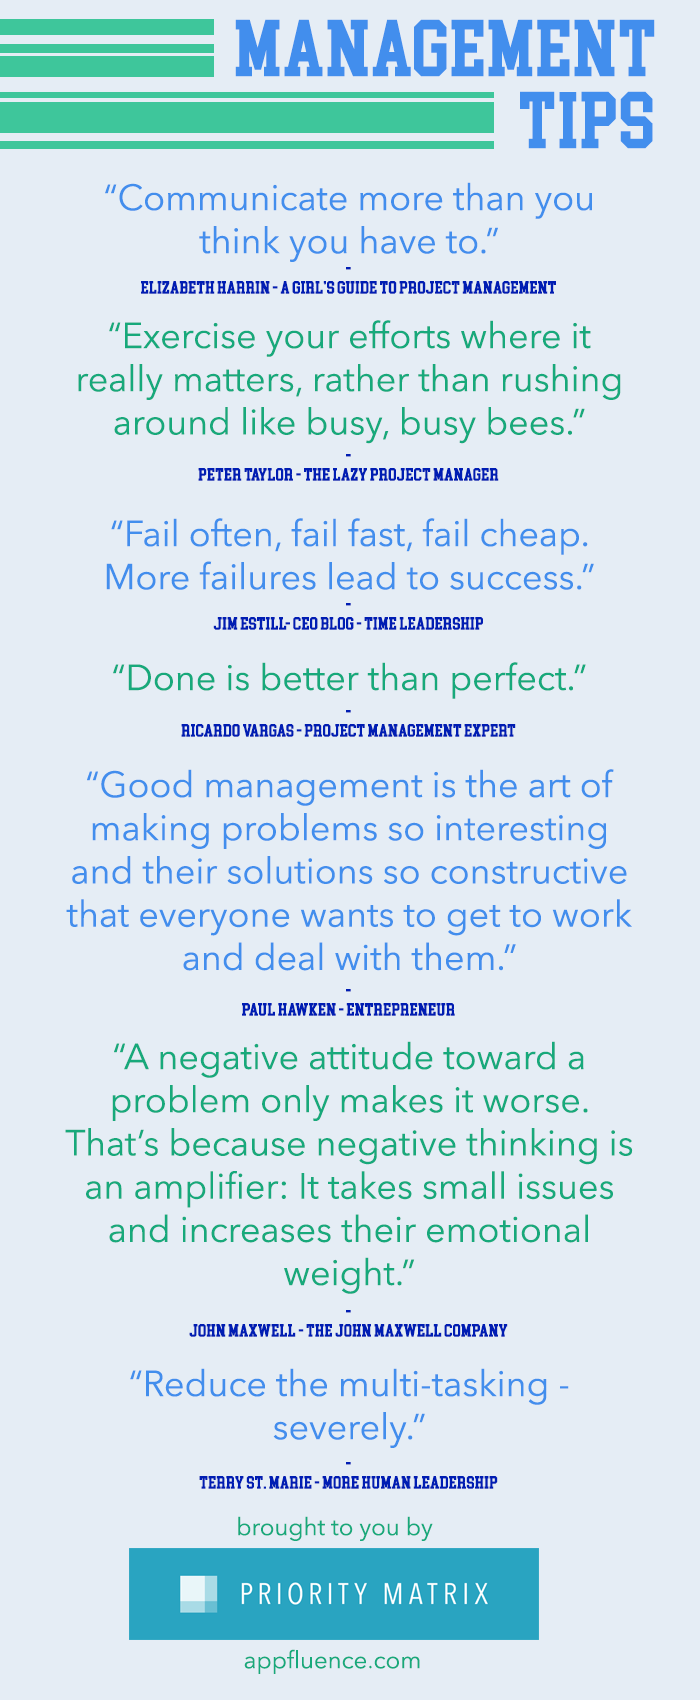 MANAGEMENT
TIPS
“Communicate more than you
think you have to.”
-
ELIZABETH HARRIN - A GIRL'S GUIDE TO PROJECT MANAGEMENT
“Exercise your efforts where it
really matters, rather than rushing
around like busy, busy bees.”
-
PETER TAYLOR - THE LAZY PROJECT MANAGER
“Fail often, fail fast, fail cheap.
More failures lead to success.”
-
JIM ESTILL- CEO BLOG - TIME LEADERSHIP
“Done is better than perfect.”
-
RICARDO VARGAS - PROJECT MANAGEMENT EXPERT
“Good management is the art of
making problems so interesting
and their solutions so constructive
that everyone wants to get to work
and deal with them.”
-
PAUL HAWKEN - ENTREPRENEUR
“A negative attitude toward a
problem only makes it worse.
That’s because negative thinking is
an amplifier: It takes small issues
and increases their emotional
weight.”
-
JOHN MAXWELL - THE JOHN MAXWELL COMPANY
“Reduce the multi-tasking -
severely.”
-
TERRY ST. MARIE - MORE HUMAN LEADERSHIP
brought to you by
PRIORITY MATRIX
appfluence.com